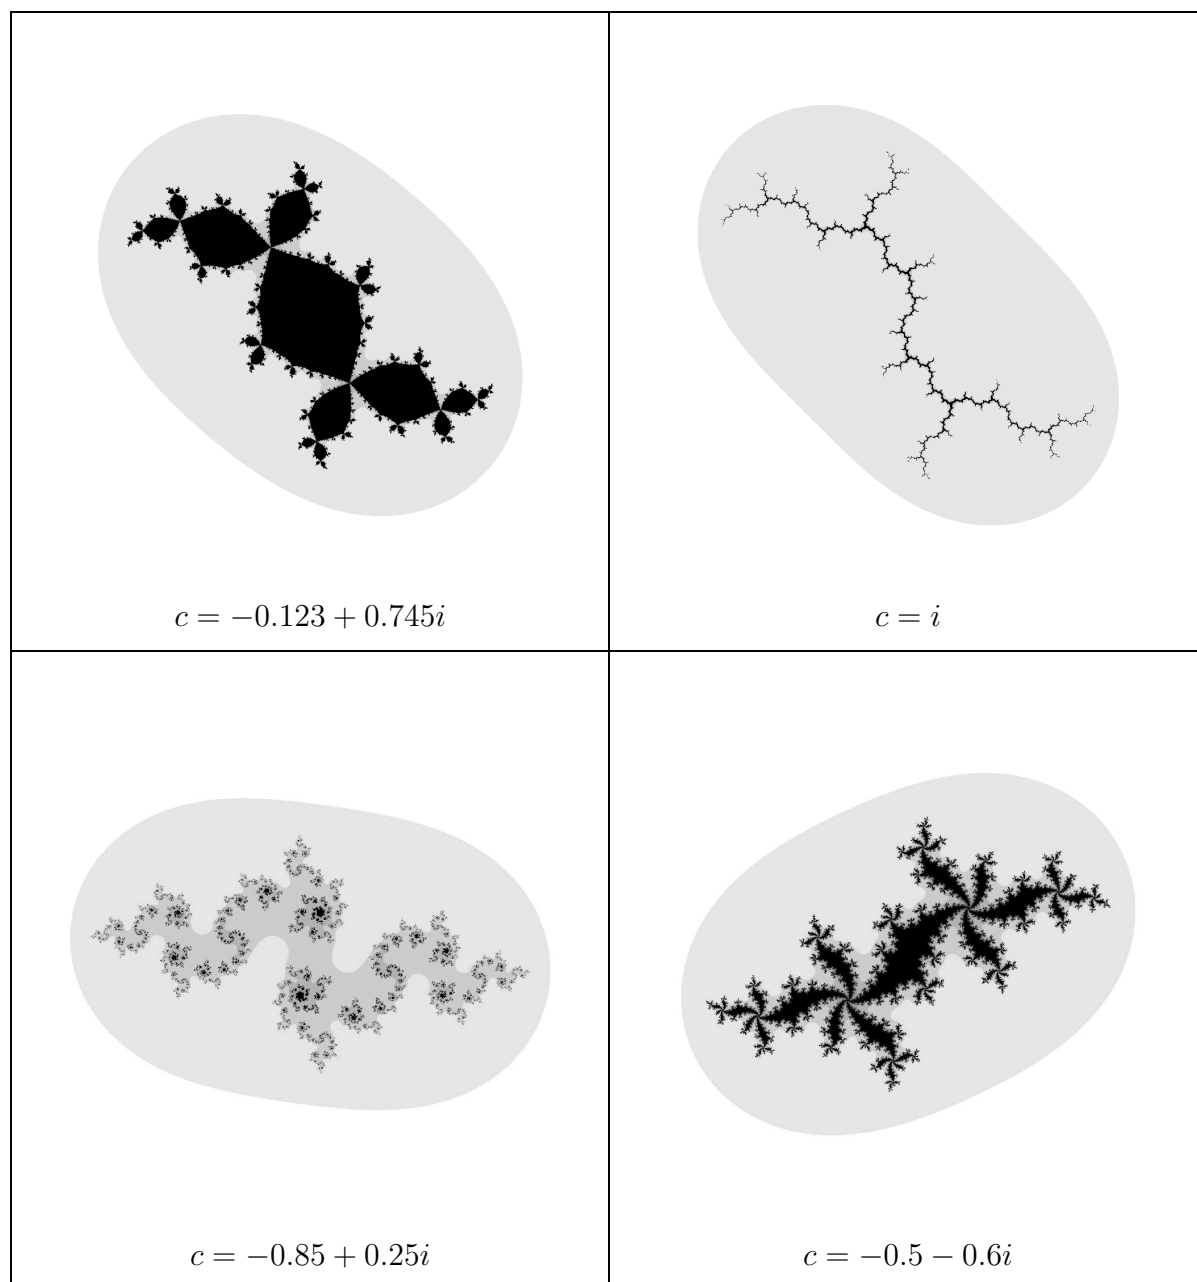 c = −0.123 + 0.745i
c = i
c = −0.85 + 0.25i
c = −0.5 − 0.6i